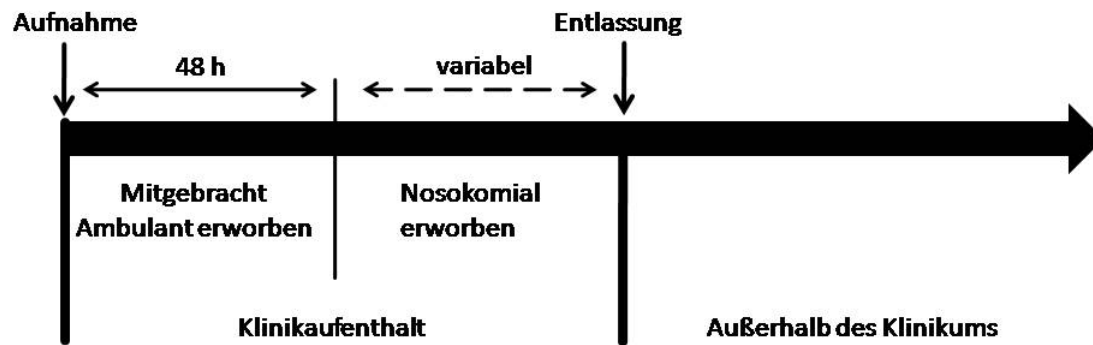 Aufnahme
Entlassung
48 h
variabel
Mitgebracht
Ambulant erworben
Nosokomial
erworben
Klinikaufenthalt
Außerhalb des Klinikums